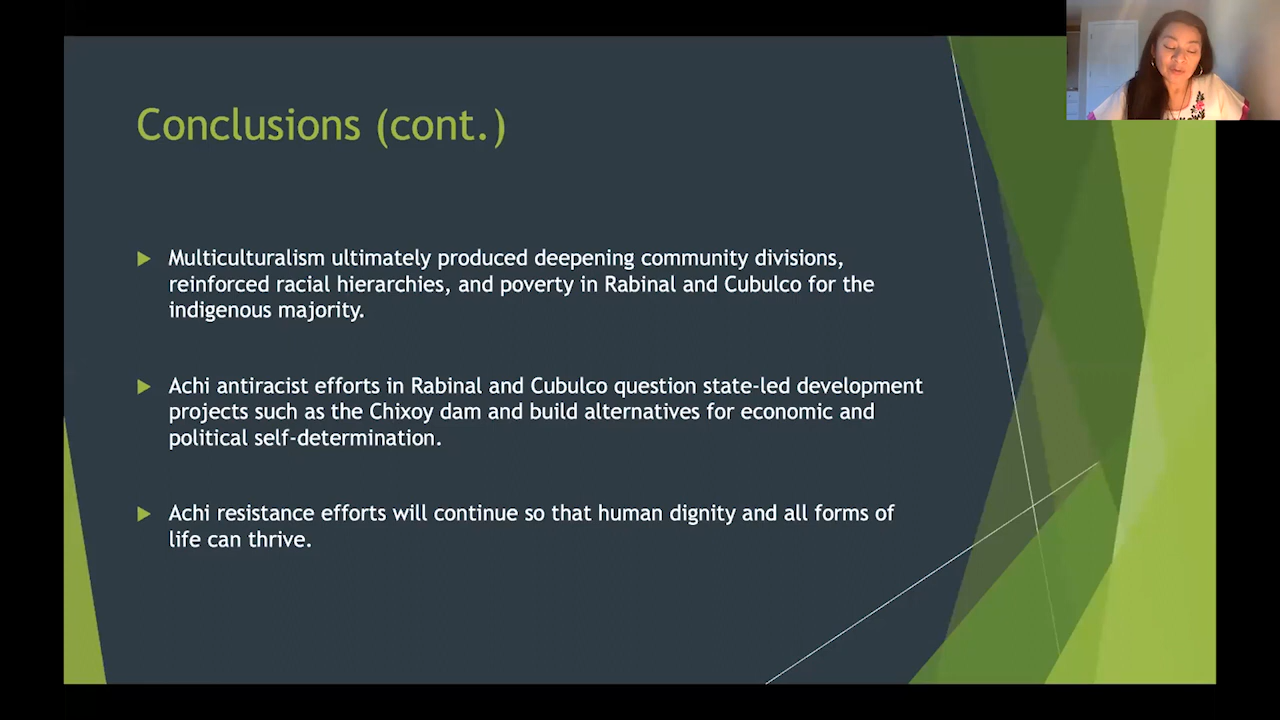 Conclusions (cont.)
Multiculturalism ultimately produced deepening community divisions,
reinforced racial hierarchies, and poverty in Rabinal and Cubulco for the
indigenous majority.
Achi antiracist efforts in Rabinal and Cubulco question state-led development
projects such as the Chixoy dam and build alternatives for economic and
political self-determination.
Achi resistance efforts will continue so that human dignity and all forms of
life can thrive.